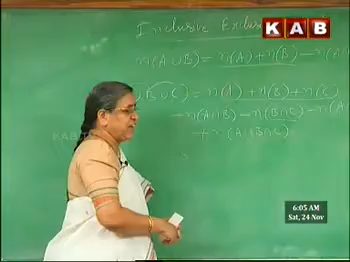 Inclusive Exclus
KAB
n(A∪B) = n(A)+n(B)-n(A
B∪C) = n(A)+n(B)+n(C)
-n(A∩B)-n(B∩C)-n(A
+n(A∩B∩C)
6:05 AM
Sat, 24 Nov